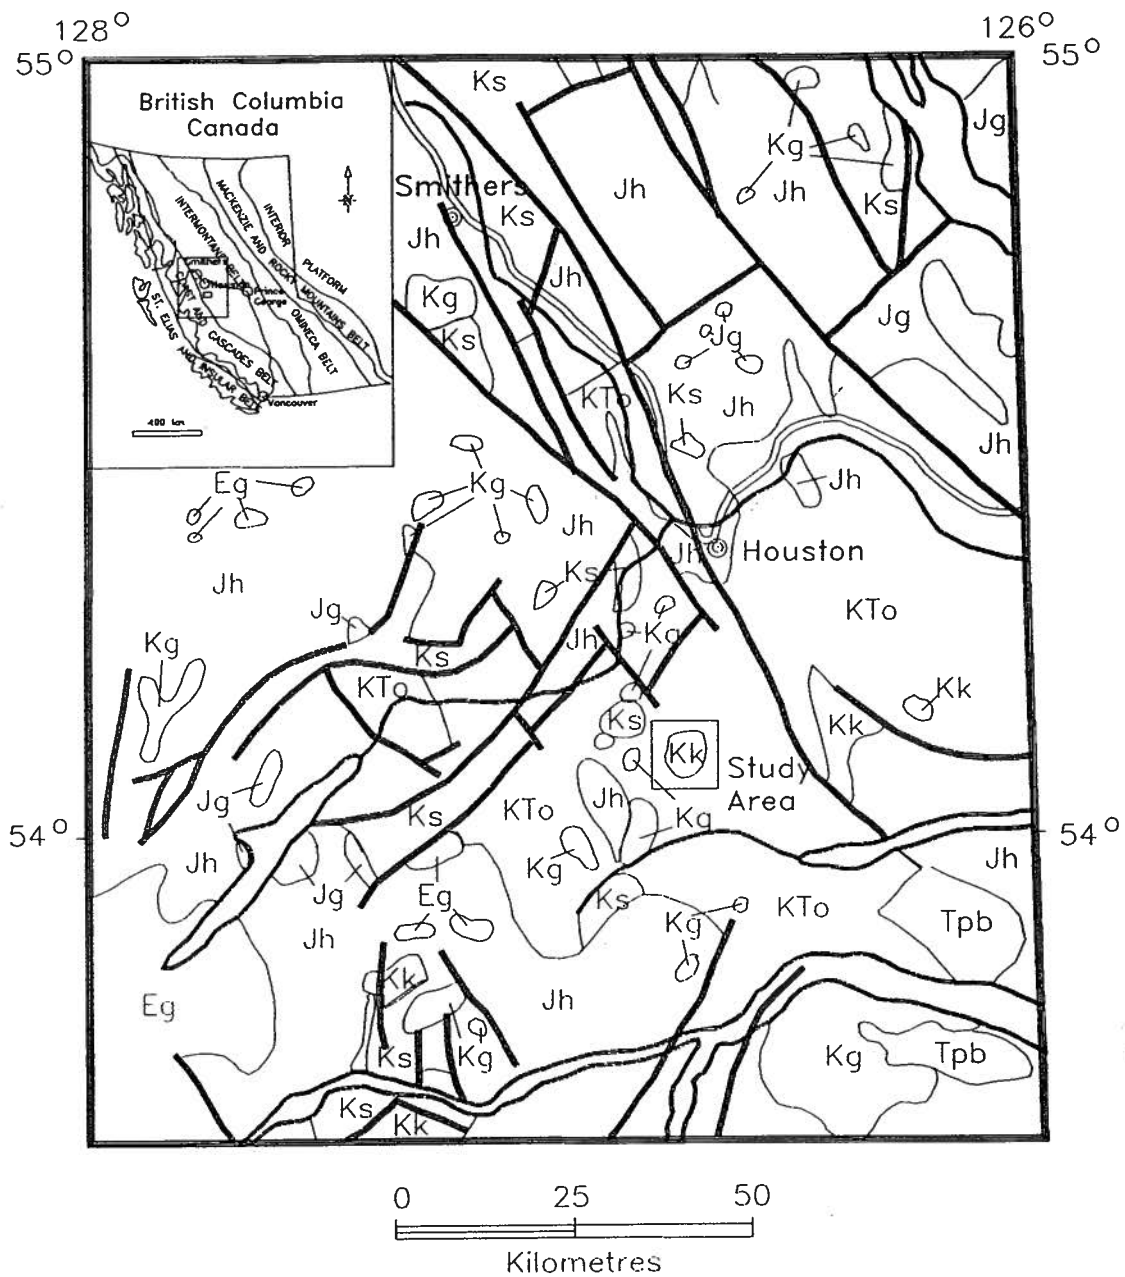 128° 126°
55° 55°
British Columbia
Canada
N
INTERIOR
PLATFORM
MACKENZIE AND ROCKY MOUNTAINS BELT
OMINECA BELT
CASCADES BELT
ST. ELIAS AND INSULAR BELT
Smithers
Houston
Prince
George
Vancouver
400 km
Ks
Jg
Kg
Jh
Jh
Ks
Smithers
Ks
Jh
Jh
Kg
Jg
Ks
Jg
Ks
KTo
Jh
Jh
Eg
Kg
Jh
Jh
Jh
Houston
Ks
Jh
Jg
KTo
Kg
Jh
Kg
Ks
KTo
Kk
Ks
Kk
Kk
Study
Area
Jg
Jh
KTo
Ks
Kg
54° 54°
Jh
Jh
Kg
Jg
Eg
Ks
Kg
KTo
Tpb
Jh
Kk
Jh
Eg
Ks
Kg
Kg
Tpb
Ks
Kk
0 25 50
Kilometres